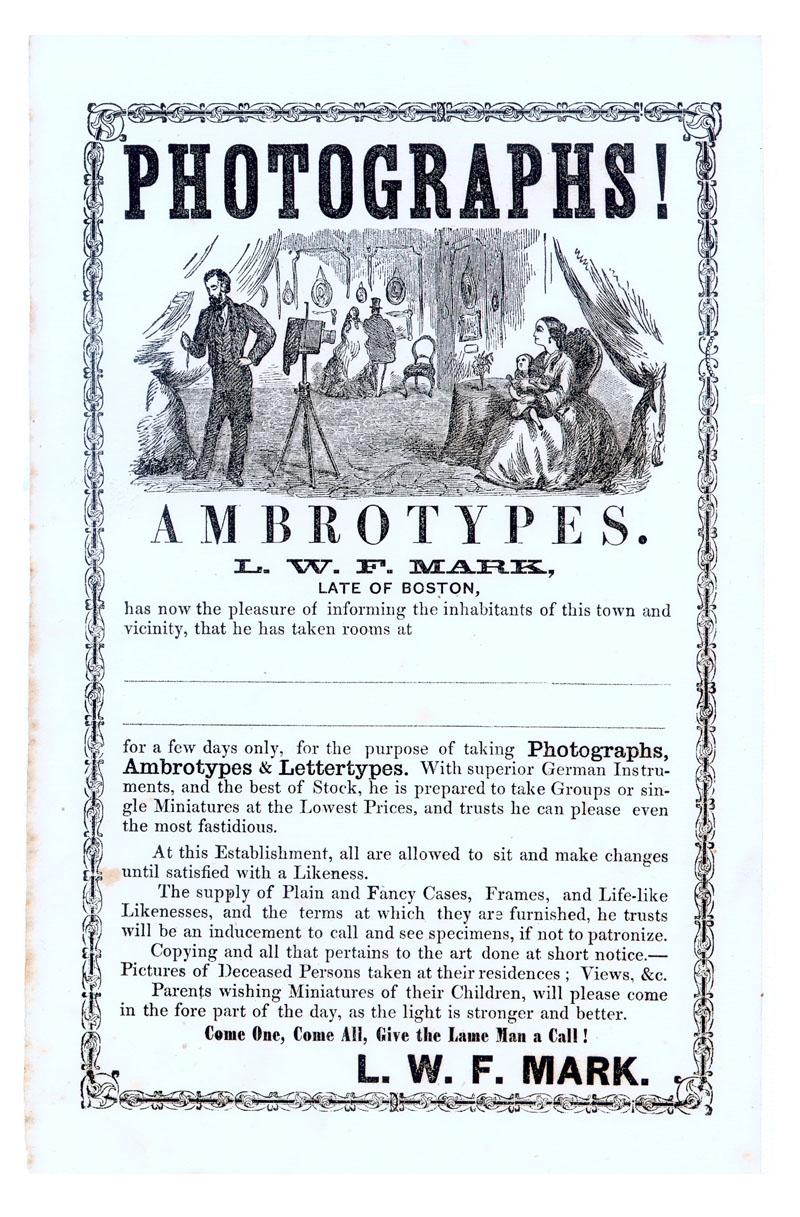 PHOTOGRAPHS!
AMBROTYPES.
L. W. F. MARK,
LATE OF BOSTON,
has now the pleasure of informing the inhabitants of this town and
vicinity, that he has taken rooms at
for a few days only, for the purpose of taking Photographs,
Ambrotypes & Lettertypes. With superior German Instru-
ments, and the best of Stock, he is prepared to take Groups or sin-
gle Miniatures at the Lowest Prices, and trusts he can please even
the most fastidious.
At this Establishment, all are allowed to sit and make changes
until satisfied with a Likeness.
The supply of Plain and Fancy Cases, Frames, and Life-like
Likenesses, and the terms at which they are furnished, he trusts
will be an inducement to call and see specimens, if not to patronize.
Copying and all that pertains to the art done at short notice.—
Pictures of Deceased Persons taken at their residences ; Views, &c.
Parents wishing Miniatures of their Children, will please come
in the fore part of the day, as the light is stronger and better.
Come One, Come All, Give the Lame Man a Call !
L. W. F. MARK.